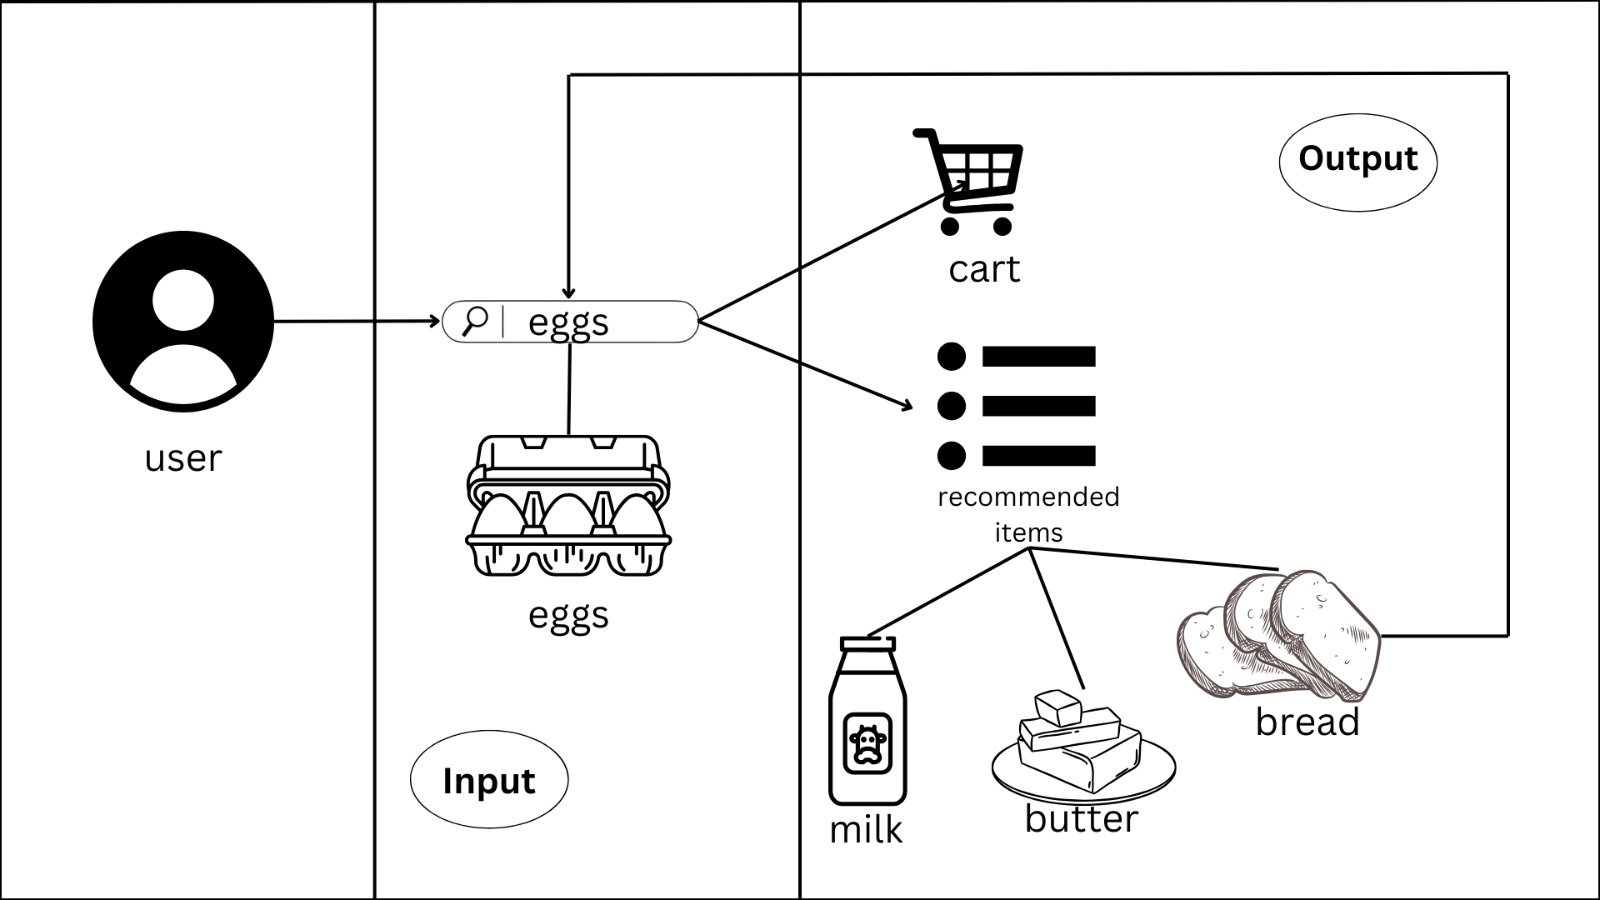 user
eggs
eggs
Input
Output
cart
recommended
items
milk
butter
bread